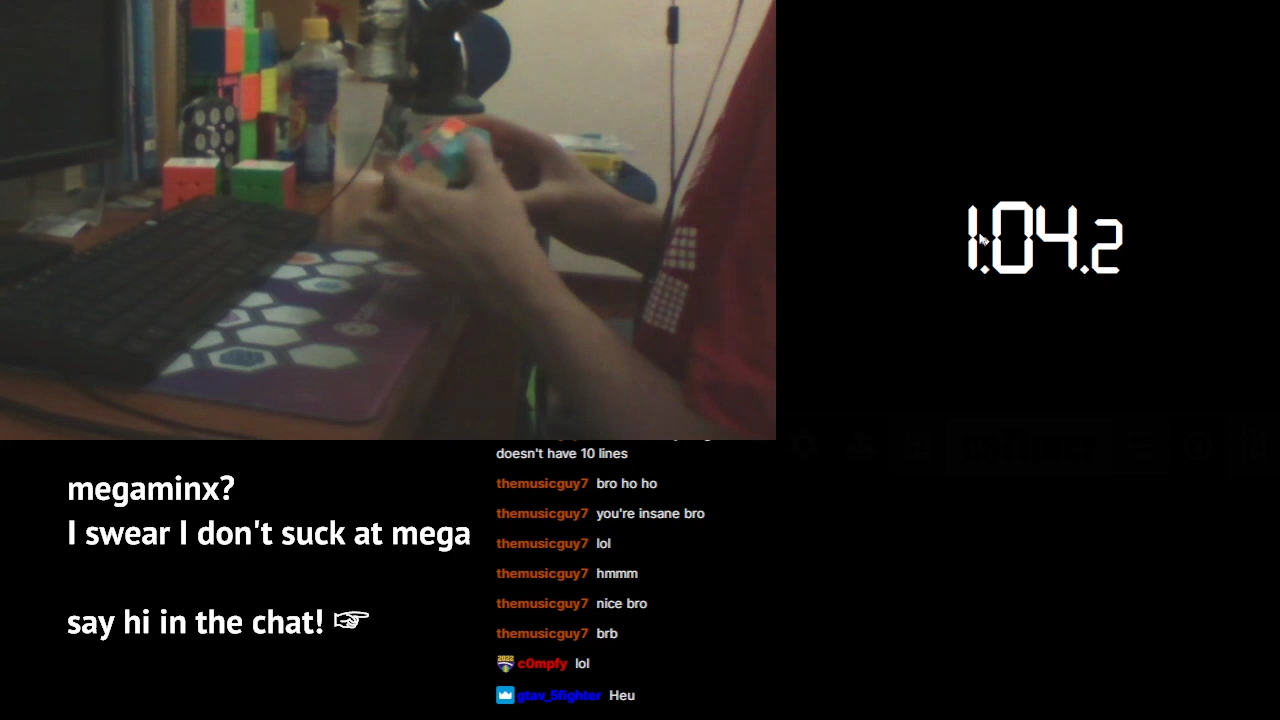 1:04.2
doesn't have 10 lines
megaminx?
I swear I don't suck at mega
say hi in the chat! ☞
themusicguy7 bro ho ho
themusicguy7 you're insane bro
themusicguy7 lol
themusicguy7 hmmm
themusicguy7 nice bro
themusicguy7 brb
c0mpfy lol
gtav_5fighter Heu